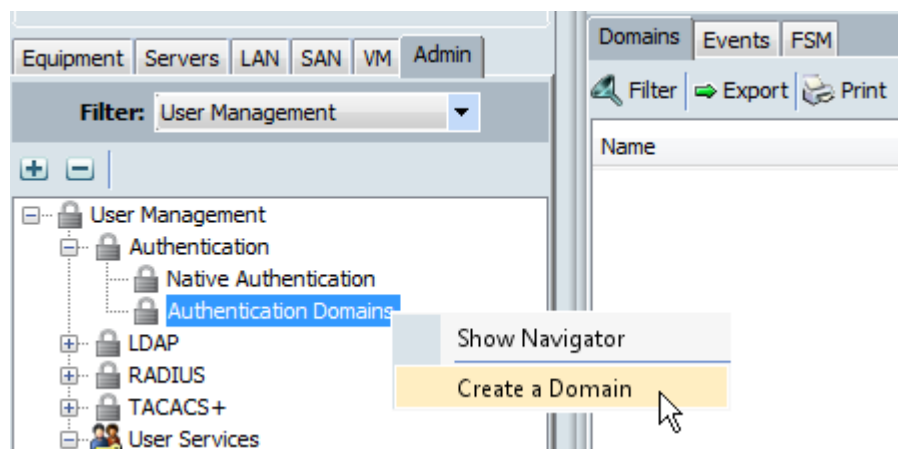 Equipment Servers LAN SAN VM Admin
Filter: User Management
User Management
Authentication
Native Authentication
Authentication Domains
LDAP
RADIUS
TACACS+
User Services
Domains Events FSM
Filter Export Print
Name
Show Navigator
Create a Domain